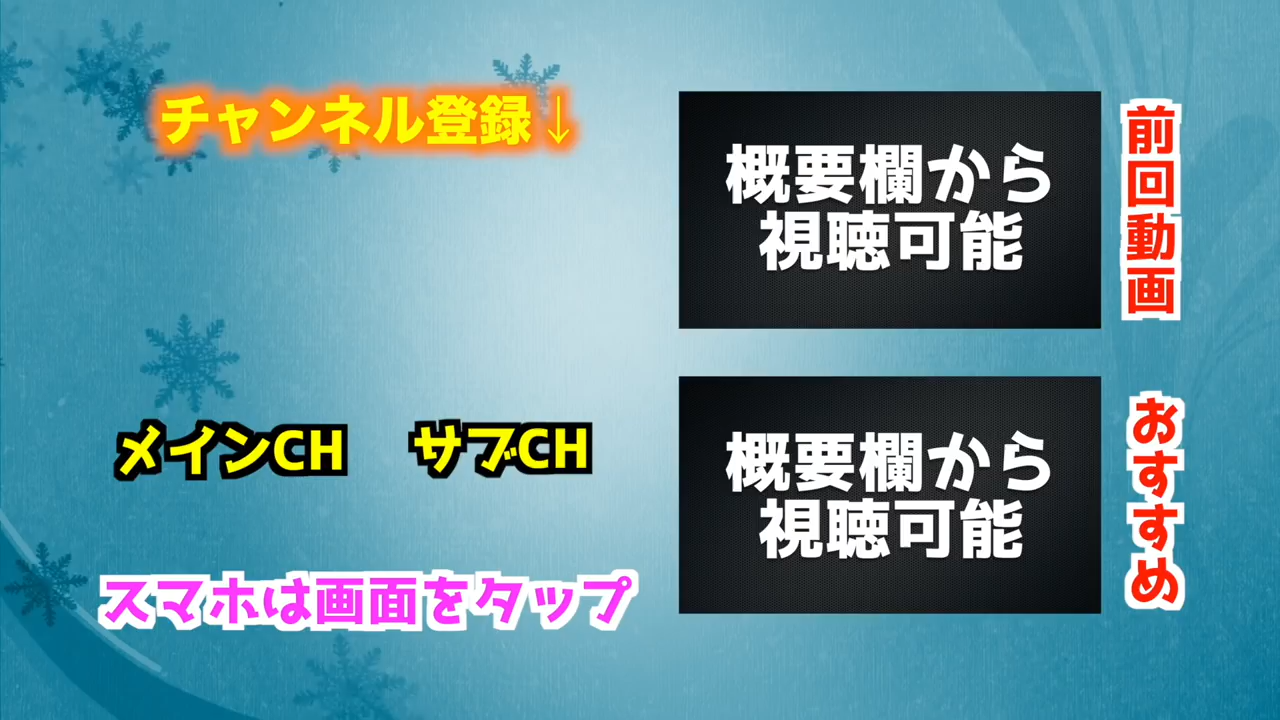 チャンネル登録↓
メインCH
サブCH
スマホは画面をタップ
概要欄から
視聴可能
前回動画
概要欄から
視聴可能
おすすめ